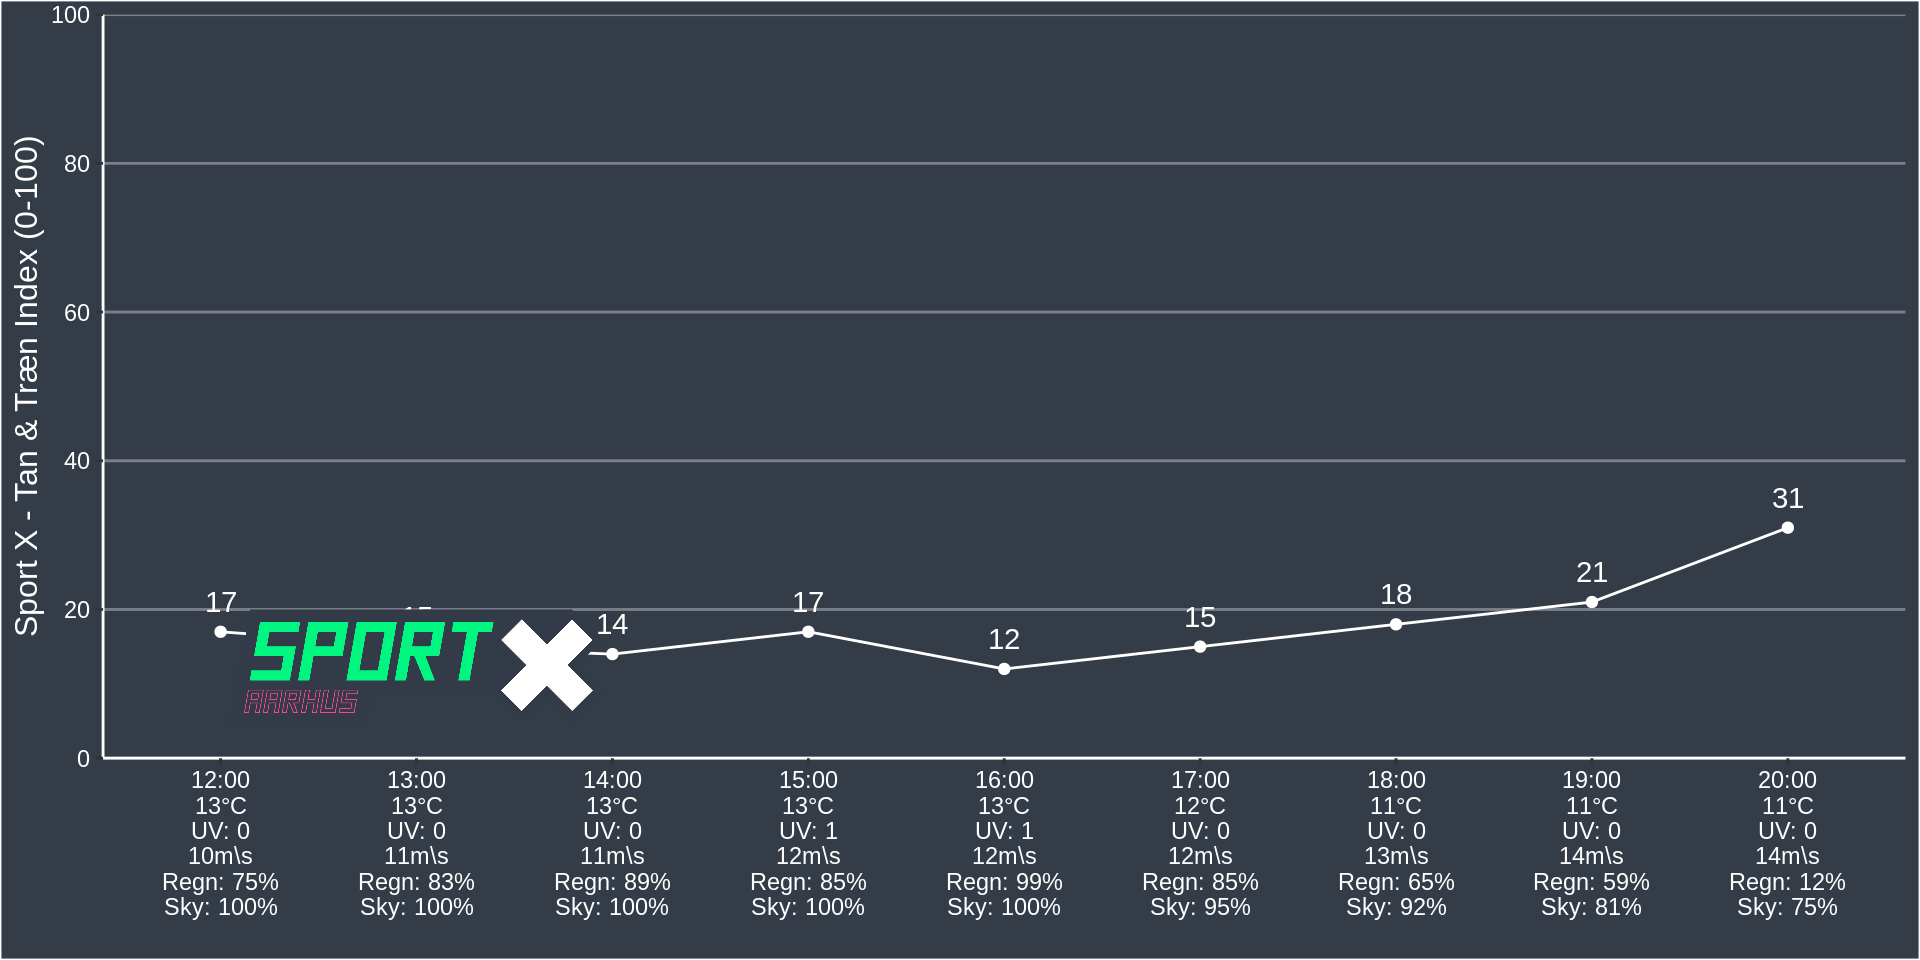 Sport X - Tan & Træn Index (0-100)
100
80
60
40
20
0
17
14
17
12
15
18
21
31
SPORT X
AARHUS
12:00 13:00 14:00 15:00 16:00 17:00 18:00 19:00 20:00
13°C 13°C 13°C 13°C 13°C 12°C 11°C 11°C 11°C
UV: 0 UV: 0 UV: 0 UV: 1 UV: 1 UV: 0 UV: 0 UV: 0 UV: 0
10m\s 11m\s 11m\s 12m\s 12m\s 12m\s 13m\s 14m\s 14m\s
Regn: 75% Regn: 83% Regn: 89% Regn: 85% Regn: 99% Regn: 85% Regn: 65% Regn: 59% Regn: 12%
Sky: 100% Sky: 100% Sky: 100% Sky: 100% Sky: 100% Sky: 95% Sky: 92% Sky: 81% Sky: 75%